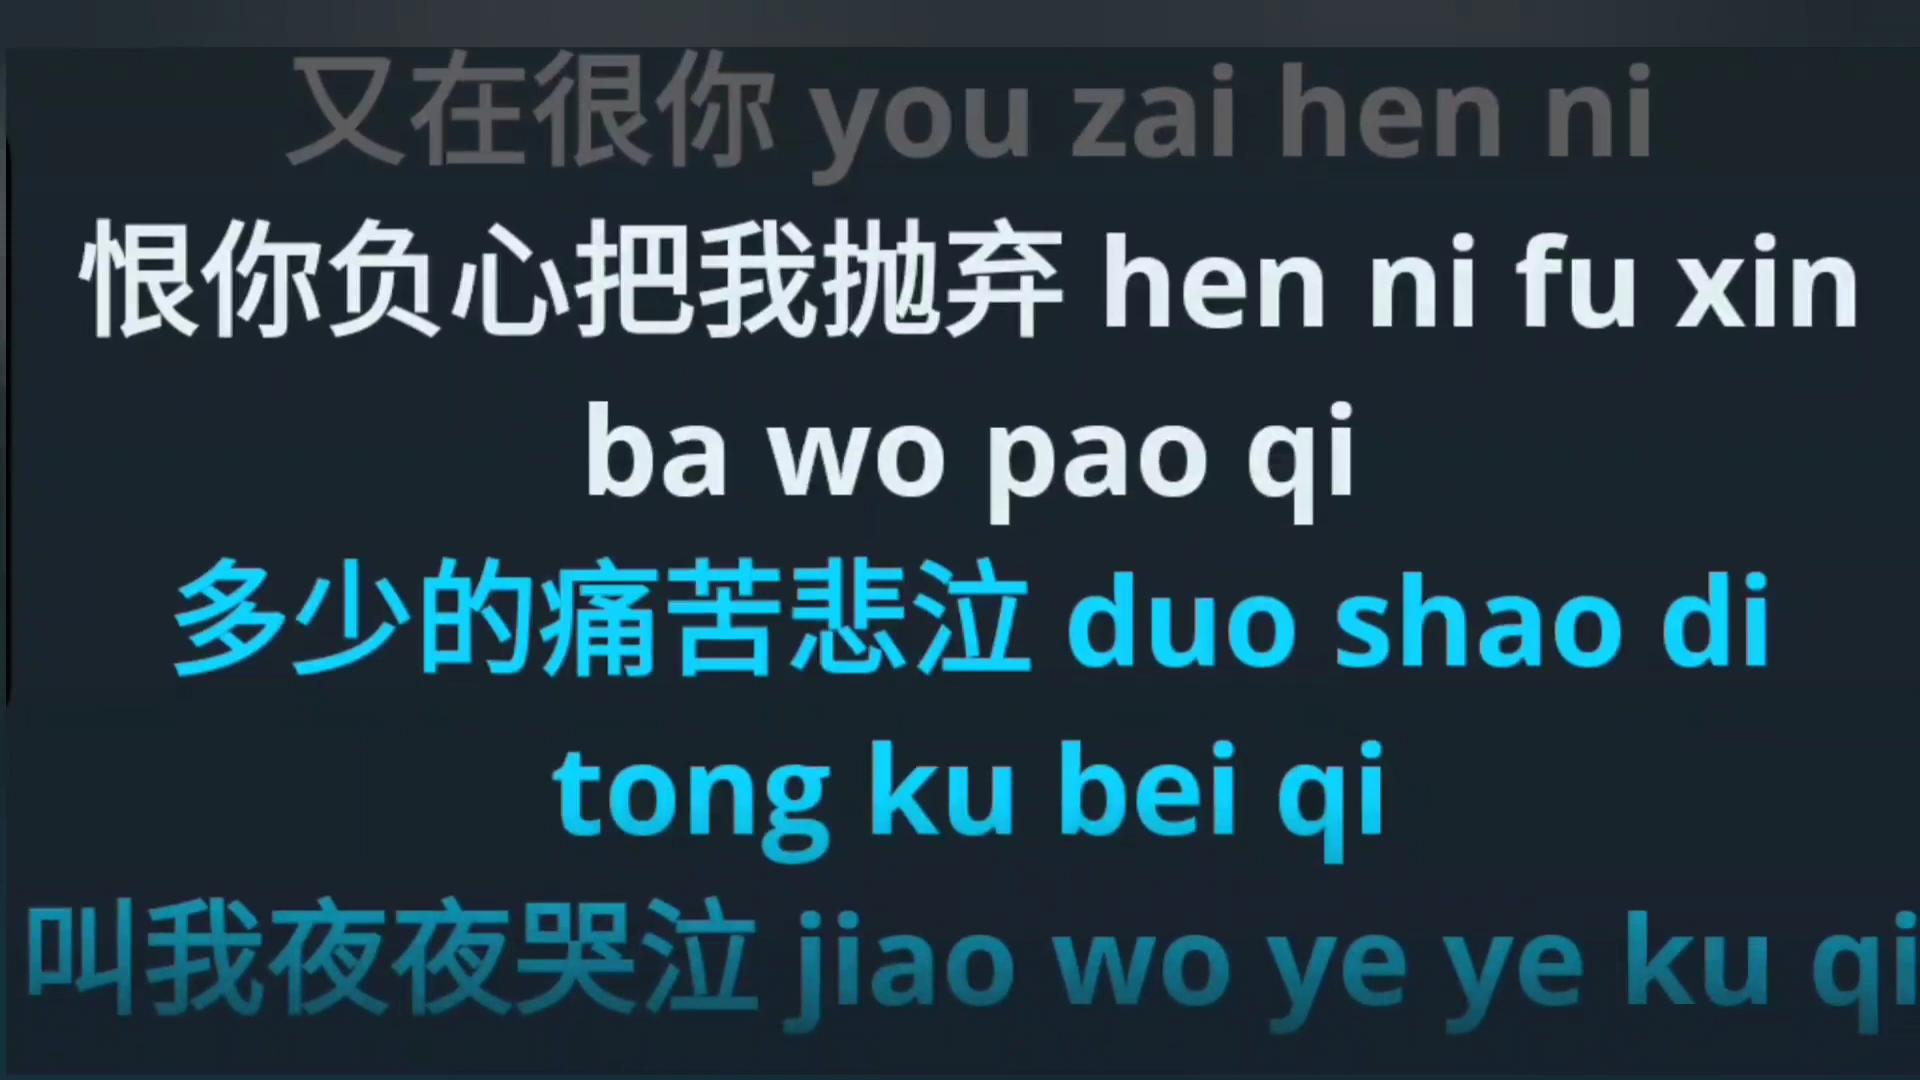 又在很你 you zai hen ni
恨你负心把我抛弃 hen ni fu xin
ba wo pao qi
多少的痛苦悲泣 duo shao di
tong ku bei qi
叫我夜夜哭泣 jiao wo ye ye ku qi